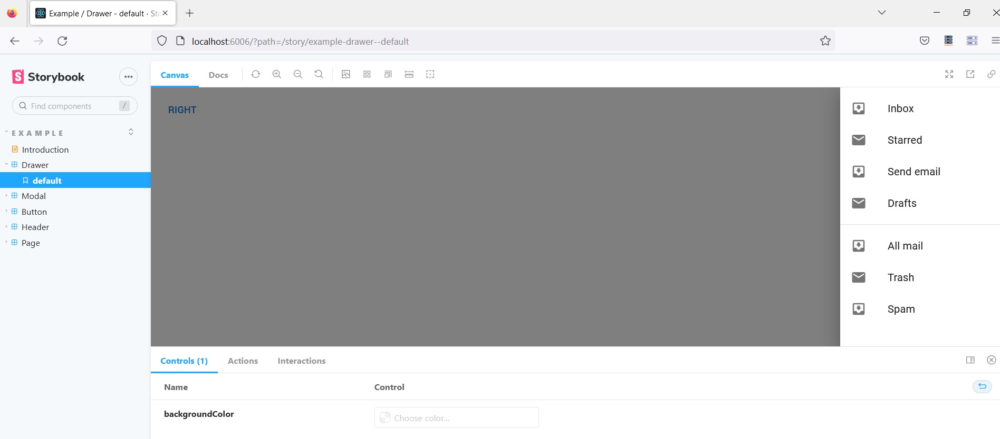 Example / Drawer - default · Sto
localhost:6006/?path=/story/example-drawer--default
Storybook
Find components /
EXAMPLE
Introduction
Drawer
default
Modal
Button
Header
Page
Canvas Docs
RIGHT
Inbox
Starred
Send email
Drafts
All mail
Trash
Spam
Controls (1) Actions Interactions
Name Control
backgroundColor Choose color...